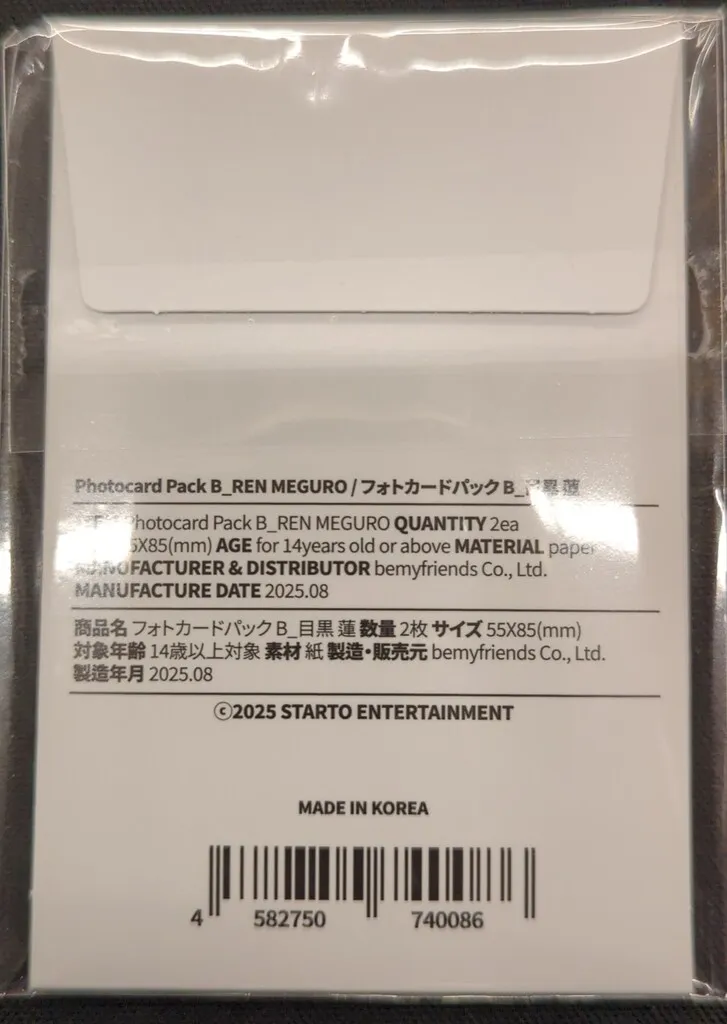 Photocard Pack B_REN MEGURO / フォトカードパック B_目黒 蓮
Photocard Pack B_REN MEGURO QUANTITY 2ea
5X85(mm) AGE for 14years old or above MATERIAL paper
MANUFACTURER & DISTRIBUTOR bemyfriends Co., Ltd.
MANUFACTURE DATE 2025.08
商品名 フォトカードパック B_目黒 蓮 数量 2枚 サイズ 55X85(mm)
対象年齢 14歳以上対象 素材 紙 製造・販売元 bemyfriends Co., Ltd.
製造年月 2025.08
ⓒ2025 STARTO ENTERTAINMENT
MADE IN KOREA
4 582750 740086